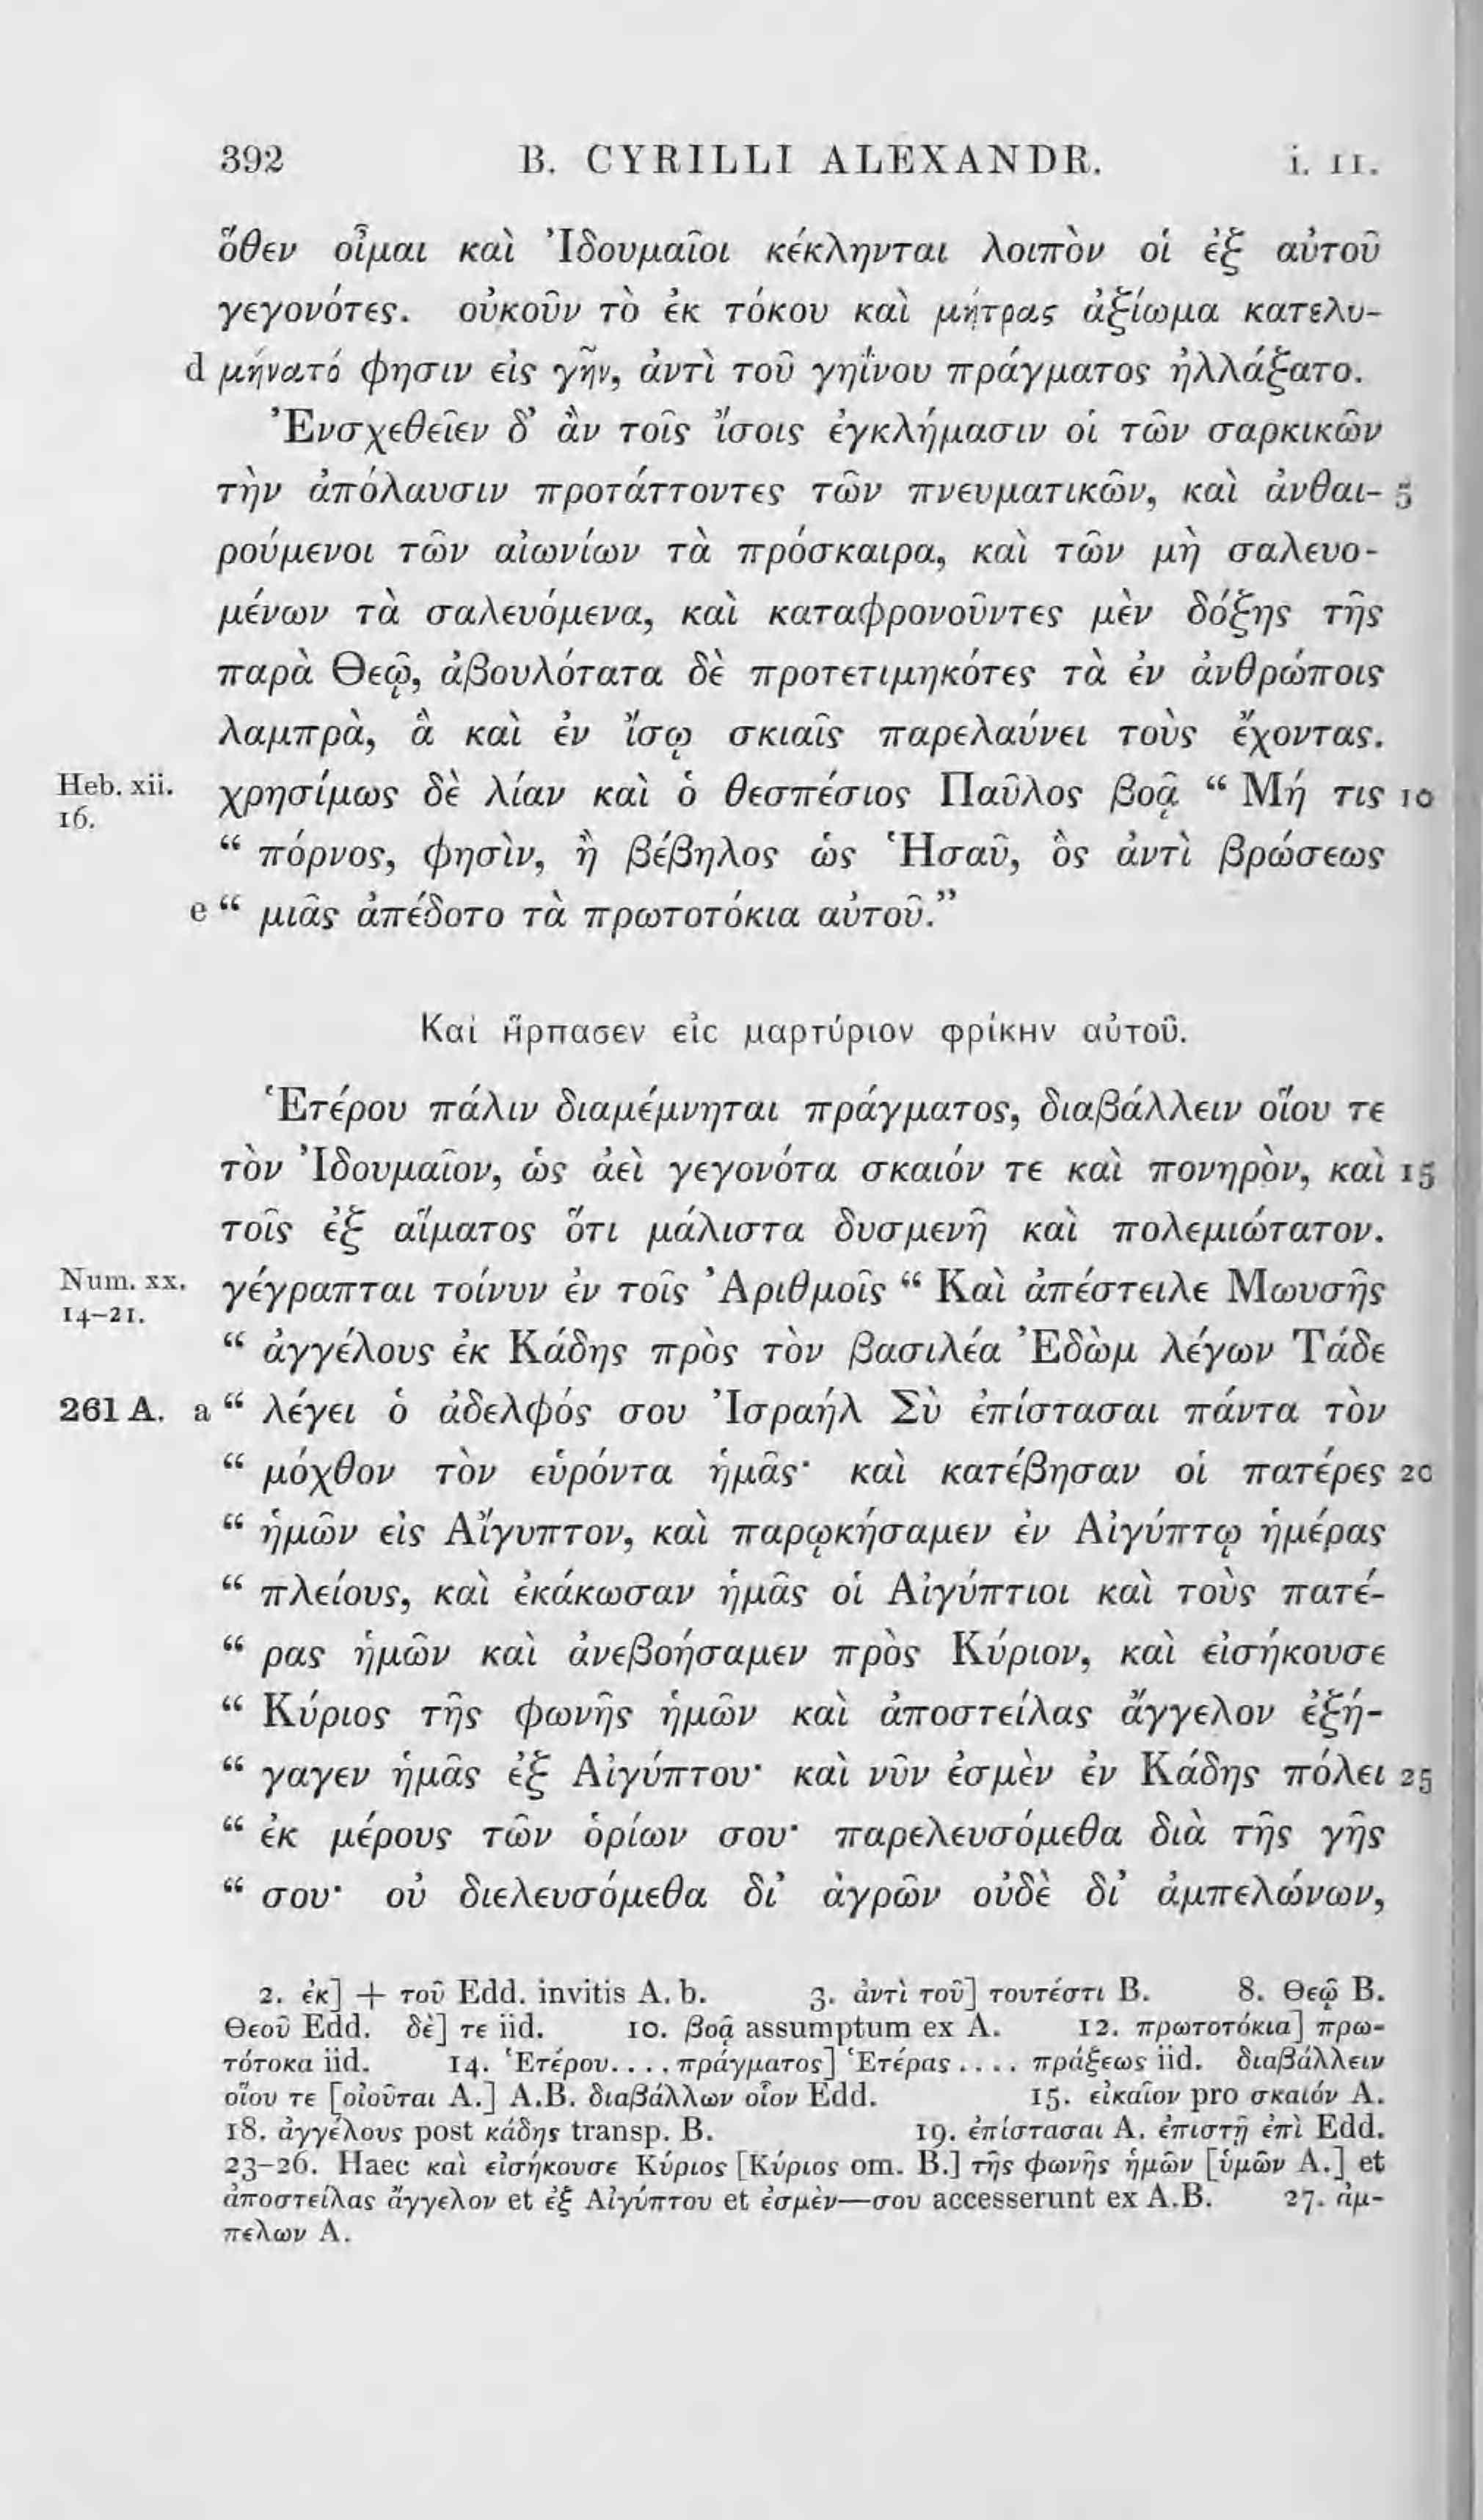 392 B. CYRILLI ALEXANDR. i. 11.
ὅθεν οἶμαι καὶ Ἰδουμαῖοι κέκληνται λοιπὸν οἱ ἐξ αὐτοῦ
γεγονότες. οὐκοῦν τὸ ἐκ τόκου καὶ μήτρας ἀξίωμα κατελυ-
d μήνατό φησιν εἰς γῆν, ἀντὶ τοῦ γηΐνου πράγματος ἠλλάξατο.
Ἐνσχεθεῖεν δ’ ἂν τοῖς ἴσοις ἐγκλήμασιν οἱ τῶν σαρκικῶν
τὴν ἀπόλαυσιν προτάττοντες τῶν πνευματικῶν, καὶ ἀνθαι- 5
ρούμενοι τῶν αἰωνίων τὰ πρόσκαιρα, καὶ τῶν μὴ σαλευο-
μένων τὰ σαλευόμενα, καὶ καταφρονοῦντες μὲν δόξης τῆς
παρὰ Θεῷ, ἀβουλότατα δὲ προτετιμηκότες τὰ ἐν ἀνθρώποις
λαμπρὰ, ἃ καὶ ἐν ἴσῳ σκιαῖς παρελαύνει τοὺς ἔχοντας.
Heb. xii. 16. χρησίμως δὲ λίαν καὶ ὁ θεσπέσιος Παῦλος βοᾷ “ Μή τις 10
“ πόρνος, φησὶν, ἢ βέβηλος ὡς Ἡσαῦ, ὃς ἀντὶ βρώσεως
e “ μιᾶς ἀπέδοτο τὰ πρωτοτόκια αὐτοῦ.”
Καὶ ἥρπασεν εἰς μαρτύριον φρίκην αὐτοῦ.
Ἑτέρου πάλιν διαμέμνηται πράγματος, διαβάλλειν οἵου τε
τὸν Ἰδουμαῖον, ὡς ἀεὶ γεγονότα σκαιόν τε καὶ πονηρὸν, καὶ 15
τοῖς ἐξ αἵματος ὅτι μάλιστα δυσμενῆ καὶ πολεμιώτατον.
Num. xx. 14–21. γέγραπται τοίνυν ἐν τοῖς Ἀριθμοῖς “ Καὶ ἀπέστειλε Μωυσῆς
“ ἀγγέλους ἐκ Κάδης πρὸς τὸν βασιλέα Ἐδὼμ λέγων Τάδε
261 A. a “ λέγει ὁ ἀδελφός σου Ἰσραήλ Σὺ ἐπίστασαι πάντα τὸν
“ μόχθον τὸν εὑρόντα ἡμᾶς· καὶ κατέβησαν οἱ πατέρες 20
“ ἡμῶν εἰς Αἴγυπτον, καὶ παρῳκήσαμεν ἐν Αἰγύπτῳ ἡμέρας
“ πλείους, καὶ ἐκάκωσαν ἡμᾶς οἱ Αἰγύπτιοι καὶ τοὺς πατέ-
“ ρας ἡμῶν καὶ ἀνεβοήσαμεν πρὸς Κύριον, καὶ εἰσήκουσε
“ Κύριος τῆς φωνῆς ἡμῶν καὶ ἀποστείλας ἄγγελον ἐξή-
“ γαγεν ἡμᾶς ἐξ Αἰγύπτου· καὶ νῦν ἐσμὲν ἐν Κάδης πόλει 25
“ ἐκ μέρους τῶν ὁρίων σου· παρελευσόμεθα διὰ τῆς γῆς
“ σου· οὐ διελευσόμεθα δι’ ἀγρῶν οὐδὲ δι’ ἀμπελώνων,
2. ἐκ] + τοῦ Edd. invitis A. b. 3. ἀντὶ τοῦ] τουτέστι B. 8. Θεῷ B.
Θεοῦ Edd. δὲ] τε iid. 10. βοᾷ assumptum ex A. 12. πρωτοτόκια] πρω-
τότοκα iid. 14. Ἑτέρου....πράγματος] Ἑτέρας .... πράξεως iid. διαβάλλειν
οἵου τε [οἰοῦται A.] A.B. διαβάλλων οἷον Edd. 15. εἰκαῖον pro σκαιόν A.
18. ἀγγέλους post κάδης transp. B. 19. ἐπίστασαι A. ἐπιστῇ ἐπὶ Edd.
23–26. Haec καὶ εἰσήκουσε Κύριος [Κύριος om. B.] τῆς φωνῆς ἡμῶν [ὑμῶν A.] et
ἀποστείλας ἄγγελον et ἐξ Αἰγύπτου et ἐσμὲν—σου accesserunt ex A.B. 27. ἀμ-
πελων A.